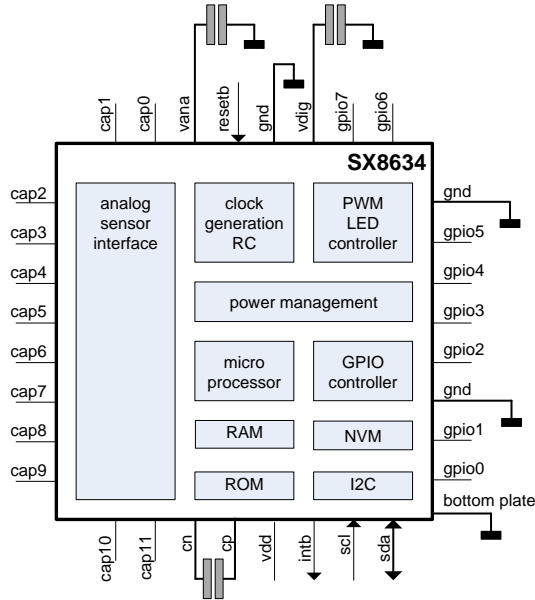 cap1
cap0
vana
resetb
gnd
vdig
gpio7
gpio6
SX8634
cap2
cap3
cap4
cap5
cap6
cap7
cap8
cap9
analog
sensor
interface
clock
generation
RC
PWM
LED
controller
power management
micro
processor
GPIO
controller
RAM
NVM
ROM
I2C
gnd
gpio5
gpio4
gpio3
gpio2
gnd
gpio1
gpio0
bottom plate
cap10
cap11
cn
cp
vdd
intb
scl
sda